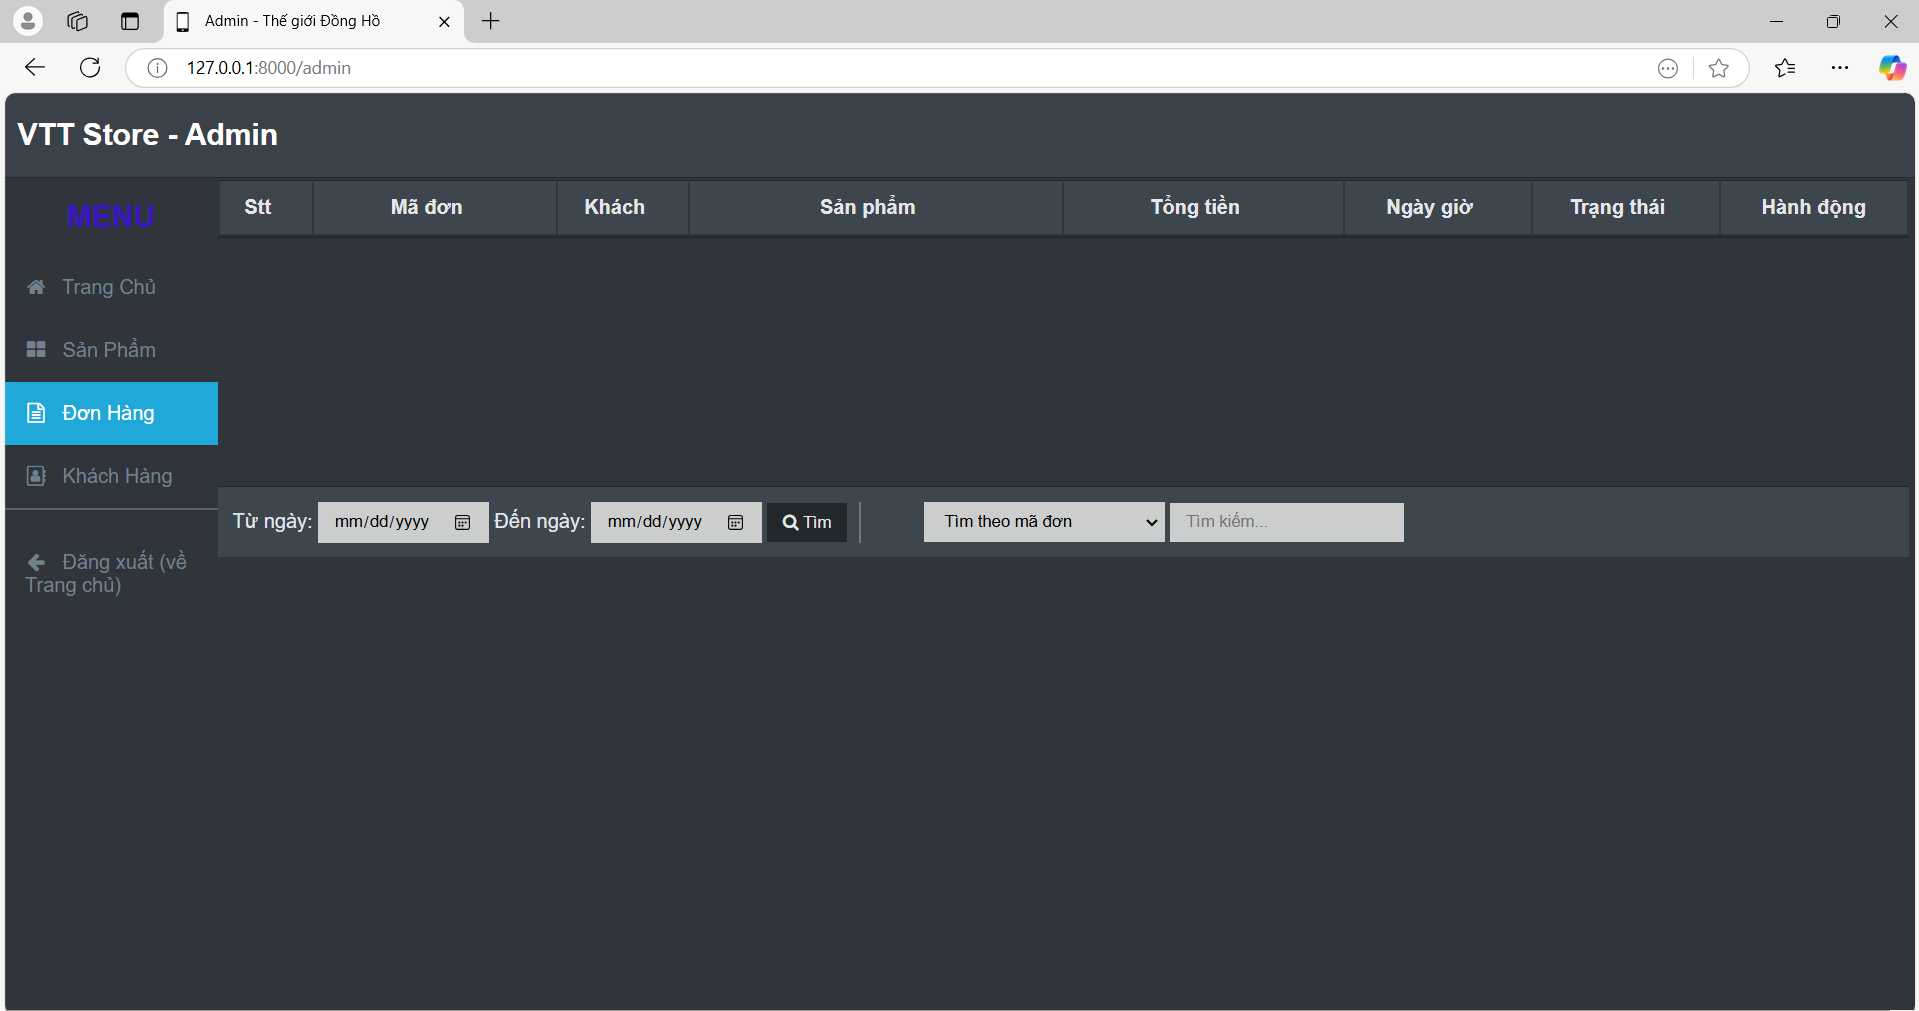 Admin - Thế giới Đồng Hồ
127.0.0.1:8000/admin
VTT Store - Admin
MENU
Trang Chủ
Sản Phẩm
Đơn Hàng
Khách Hàng
Đăng xuất (về
Trang chủ)
Stt Mã đơn Khách Sản phẩm Tổng tiền Ngày giờ Trạng thái Hành động
Từ ngày: mm/dd/yyyy Đến ngày: mm/dd/yyyy Tìm Tìm theo mã đơn Tìm kiếm...